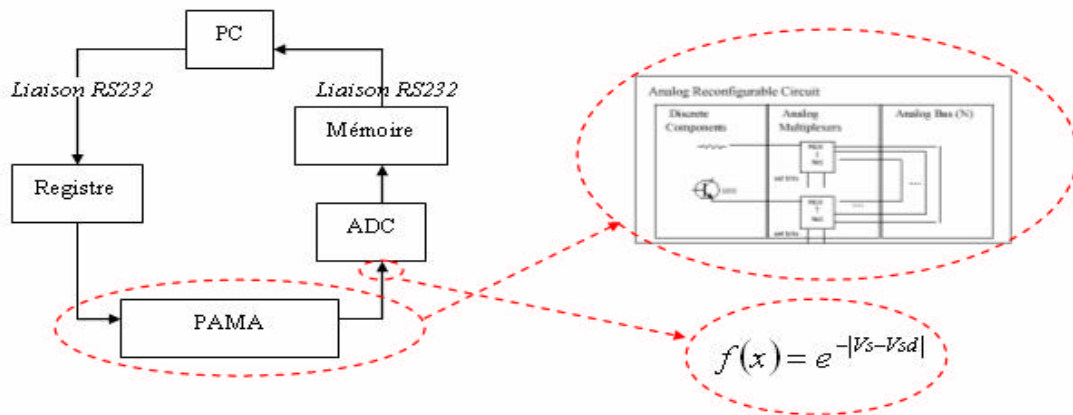 PC
Liaison RS232
Liaison RS232
Mémoire
Registre
ADC
PAMA
Analog Reconfigurable Circuit
Discrete
Components
Analog
Multiplexers
Analog Bus (N)
f(x) = e^{-|Vs-Vsd|}